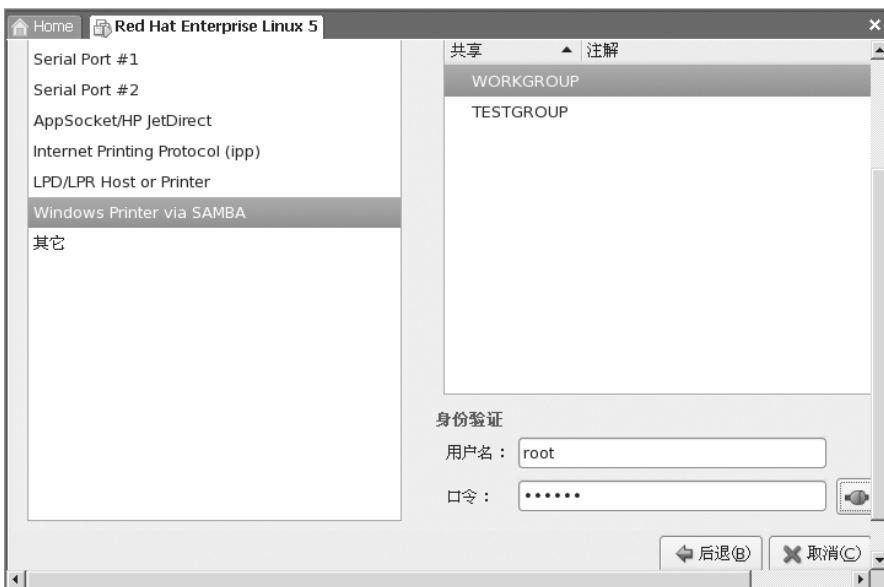 Home
Red Hat Enterprise Linux 5
Serial Port #1
Serial Port #2
AppSocket/HP JetDirect
Internet Printing Protocol (ipp)
LPD/LPR Host or Printer
Windows Printer via SAMBA
其它
共享 注解
WORKGROUP
TESTGROUP
身份验证
用户名： root
口令： ••••••
后退(B)
取消(C)